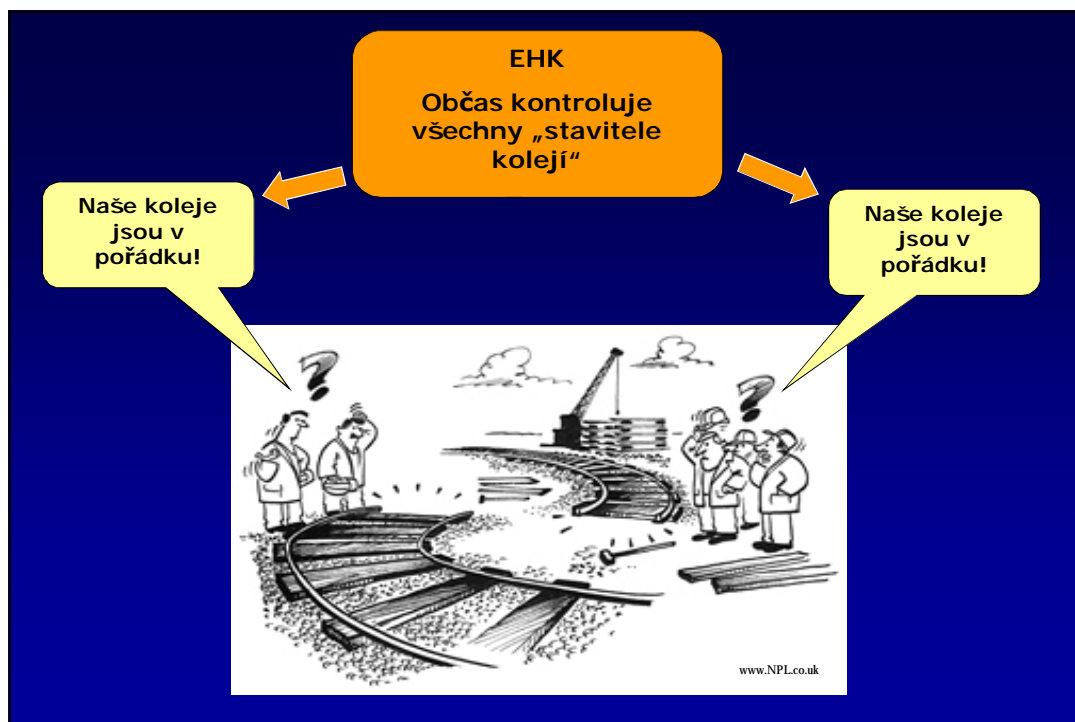 EHK
Občas kontroluje
všechny „stavitele
kolejí“
Naše koleje
jsou v
pořádku!
Naše koleje
jsou v
pořádku!
?
?
www.NPL.co.uk